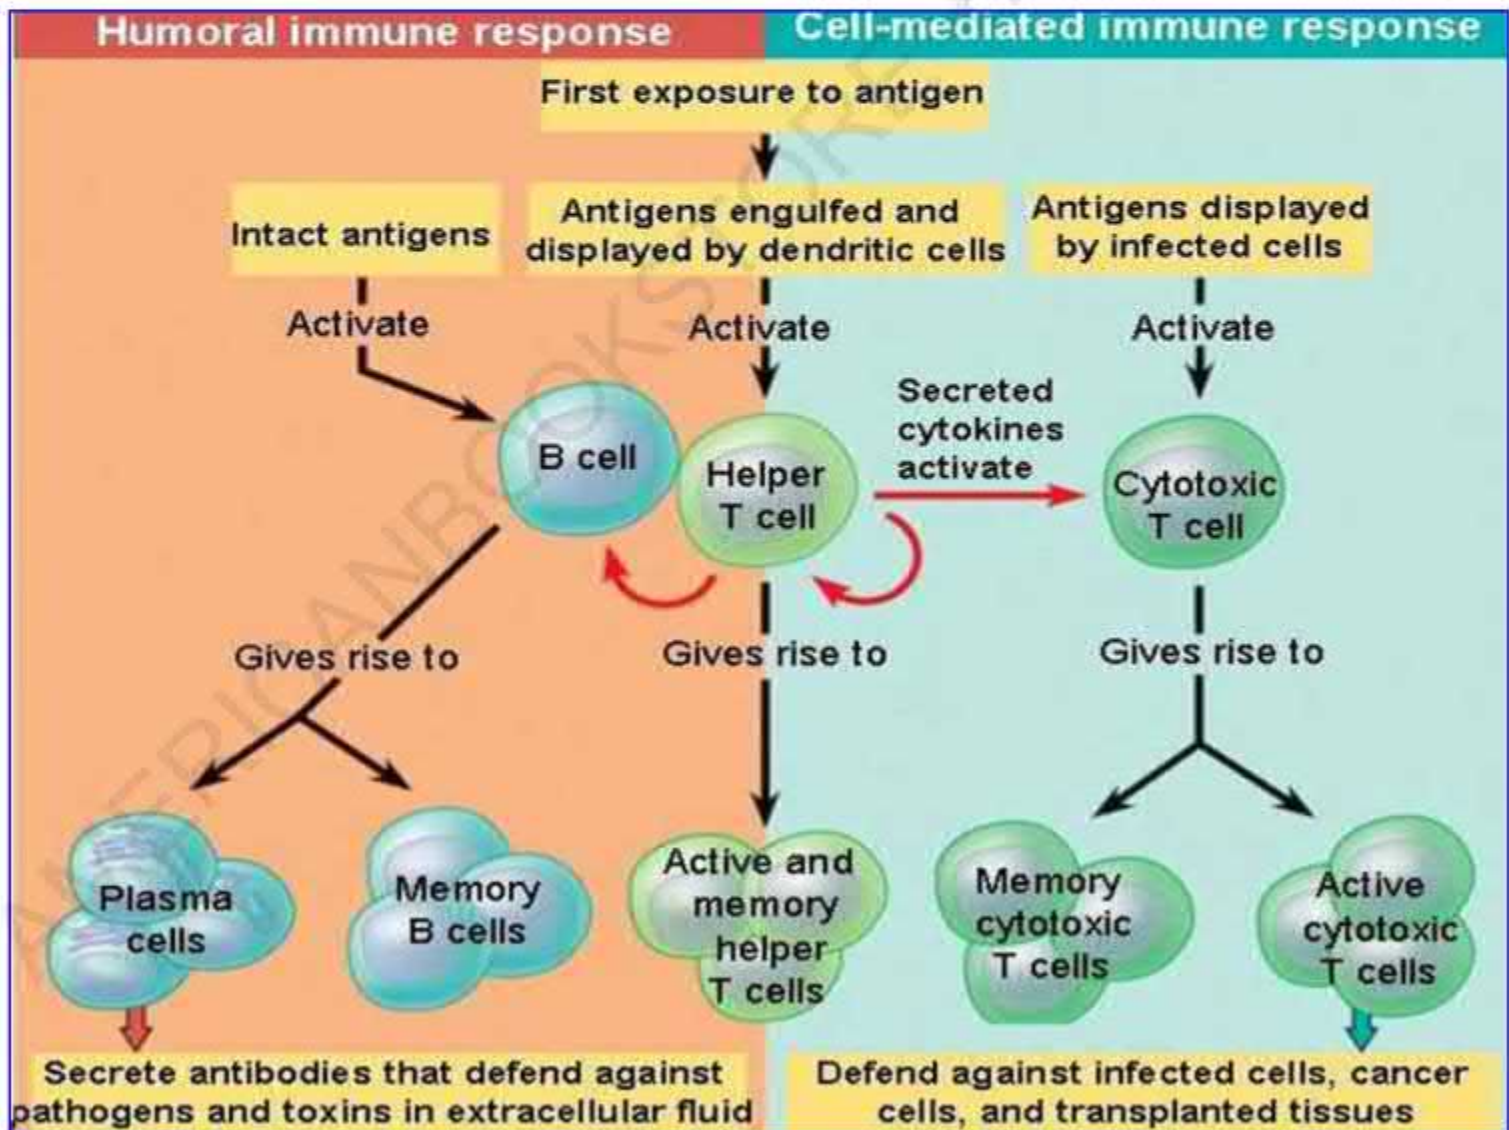 Humoral immune response
Cell-mediated immune response
First exposure to antigen
Intact antigens
Antigens engulfed and
displayed by dendritic cells
Antigens displayed
by infected cells
Activate
Activate
Activate
Secreted
cytokines
activate
B cell
Helper
T cell
Cytotoxic
T cell
Gives rise to
Gives rise to
Gives rise to
Plasma
cells
Memory
B cells
Active and
memory
helper
T cells
Memory
cytotoxic
T cells
Active
cytotoxic
T cells
Secrete antibodies that defend against
pathogens and toxins in extracellular fluid
Defend against infected cells, cancer
cells, and transplanted tissues